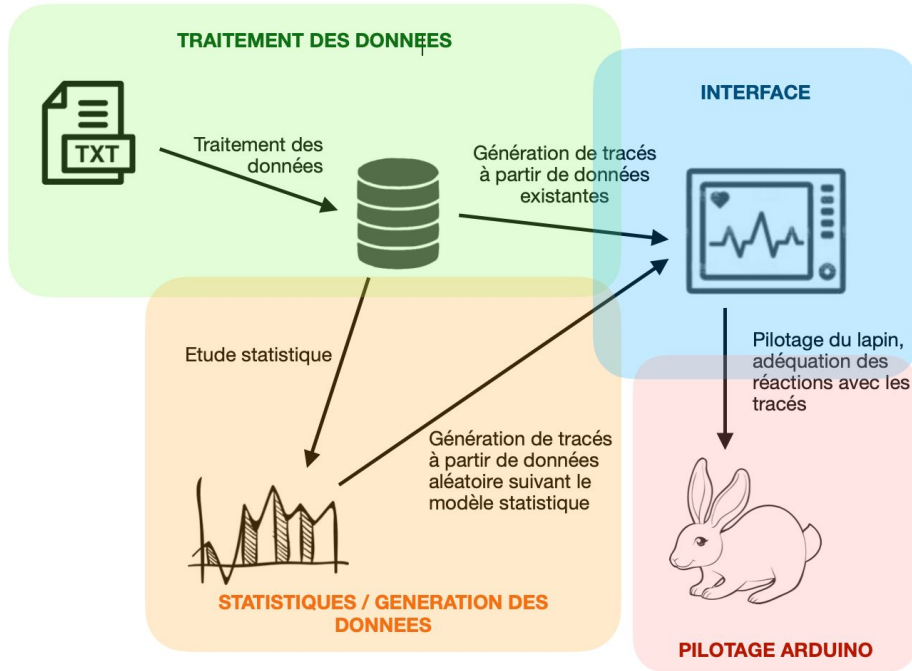 TRAITEMENT DES DONNEES
INTERFACE
TXT
Traitement des
données
Génération de tracés
à partir de données
existantes
Etude statistique
Pilotage du lapin,
adéquation des
réactions avec les
tracés
Génération de tracés
à partir de données
aléatoire suivant le
modèle statistique
STATISTIQUES / GENERATION DES
DONNEES
PILOTAGE ARDUINO